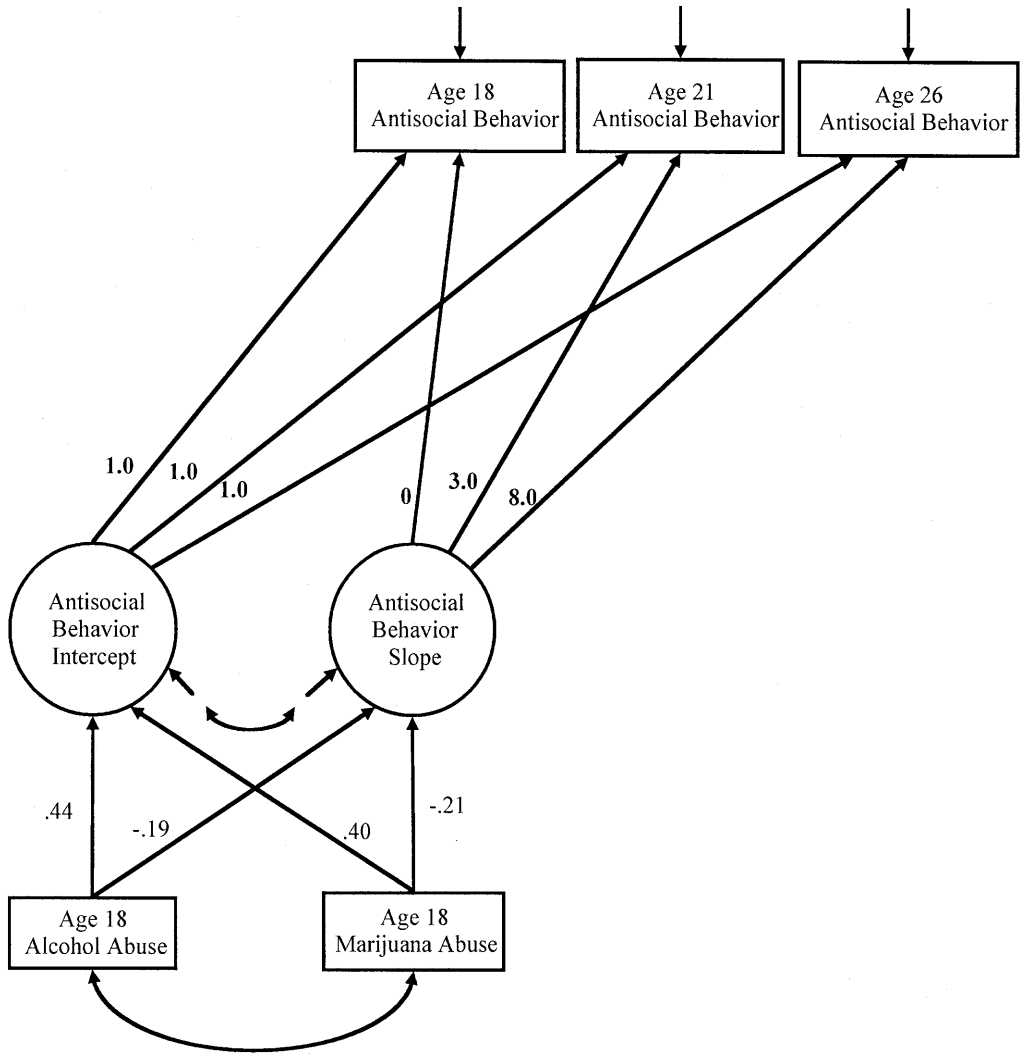 Age 18
Antisocial Behavior
Age 21
Antisocial Behavior
Age 26
Antisocial Behavior
1.0
1.0
1.0
0
3.0
8.0
Antisocial
Behavior
Intercept
Antisocial
Behavior
Slope
.44
-.19
.40
-.21
Age 18
Alcohol Abuse
Age 18
Marijuana Abuse